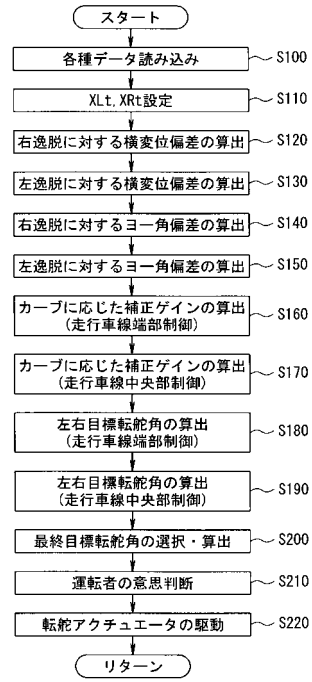 スタート
各種データ読み込み S100
XLt,XRt設定 S110
右逸脱に対する横変位偏差の算出 S120
左逸脱に対する横変位偏差の算出 S130
右逸脱に対するヨー角偏差の算出 S140
左逸脱に対するヨー角偏差の算出 S150
カーブに応じた補正ゲインの算出
(走行車線端部制御) S160
カーブに応じた補正ゲインの算出
(走行車線中央部制御) S170
左右目標転舵角の算出
(走行車線端部制御) S180
左右目標転舵角の算出
(走行車線中央部制御) S190
最終目標転舵角の選択・算出 S200
運転者の意思判断 S210
転舵アクチュエータの駆動 S220
リターン